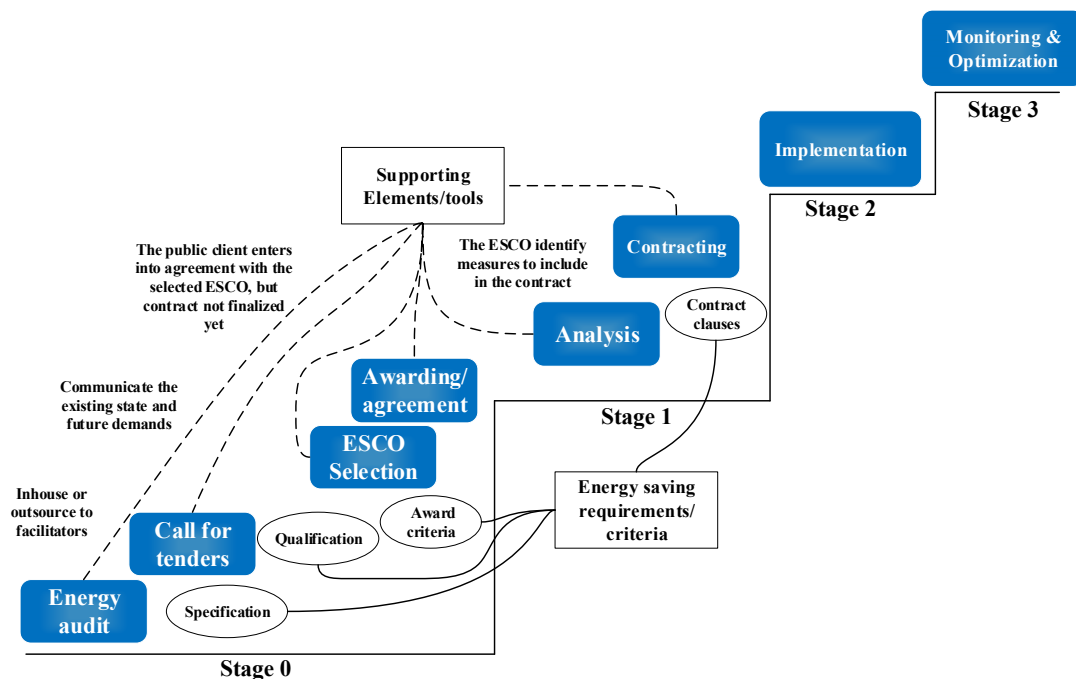 Monitoring &
Optimization
Stage 3
Implementation
Stage 2
Supporting
Elements/tools
Contracting
The public client enters
into agreement with the
selected ESCO, but
contract not finalized
yet
The ESCO identify
measures to include
in the contract
Contract
clauses
Analysis
Awarding/
agreement
Stage 1
Communicate the
existing state and
future demands
ESCO
Selection
Energy saving
requirements/
criteria
Inhouse or
outsource to
facilitators
Call for
tenders
Qualification
Award
criteria
Energy
audit
Specification
Stage 0